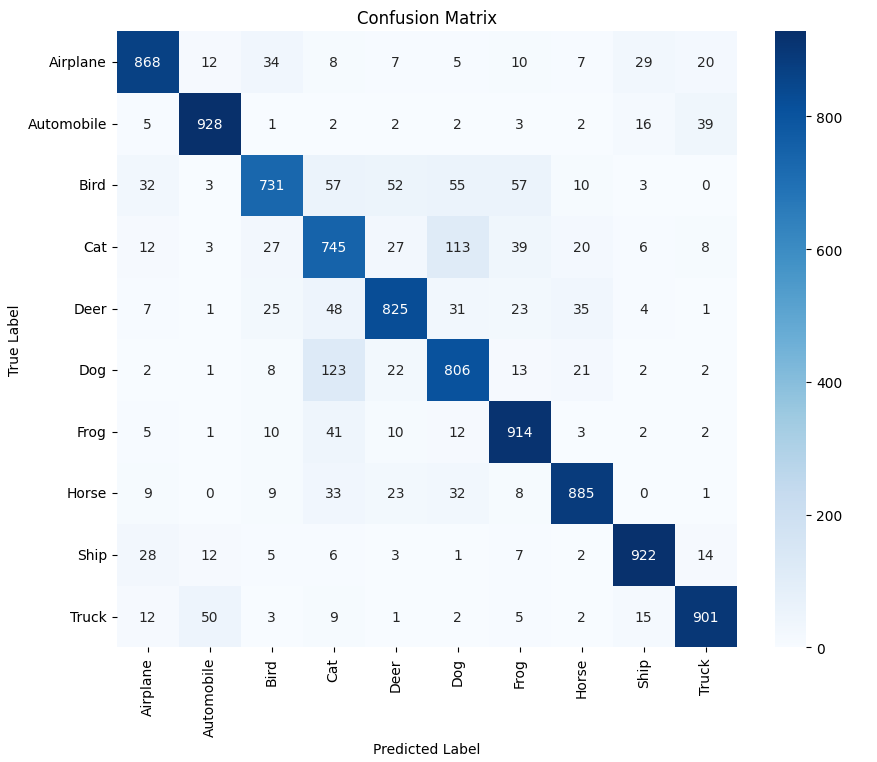 Confusion Matrix
True Label
Airplane 868 12 34 8 7 5 10 7 29 20
Automobile 5 928 1 2 2 2 3 2 16 39
Bird 32 3 731 57 52 55 57 10 3 0
Cat 12 3 27 745 27 113 39 20 6 8
Deer 7 1 25 48 825 31 23 35 4 1
Dog 2 1 8 123 22 806 13 21 2 2
Frog 5 1 10 41 10 12 914 3 2 2
Horse 9 0 9 33 23 32 8 885 0 1
Ship 28 12 5 6 3 1 7 2 922 14
Truck 12 50 3 9 1 2 5 2 15 901
Airplane Automobile Bird Cat Deer Dog Frog Horse Ship Truck
Predicted Label
800
600
400
200
0